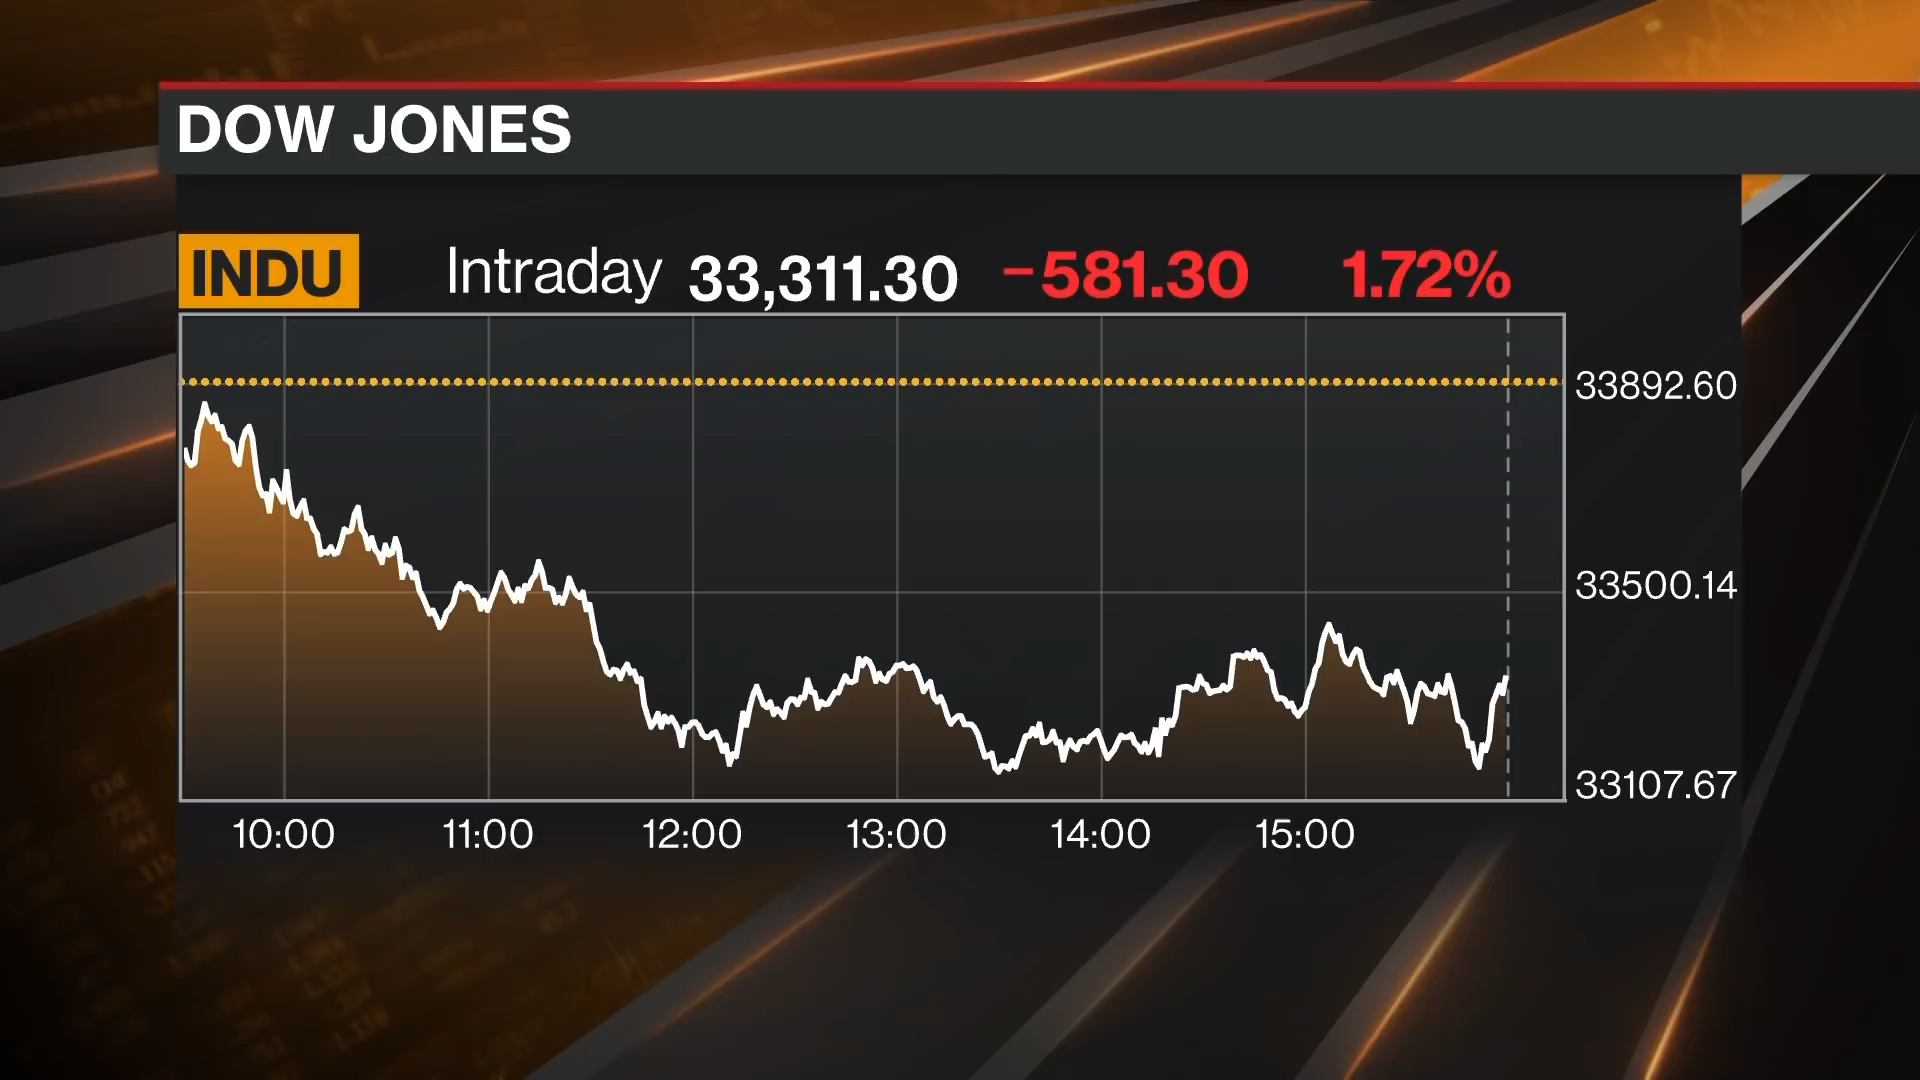 DOW JONES
INDU Intraday 33,311.30 -581.30 1.72%
33892.60
33500.14
33107.67
10:00 11:00 12:00 13:00 14:00 15:00